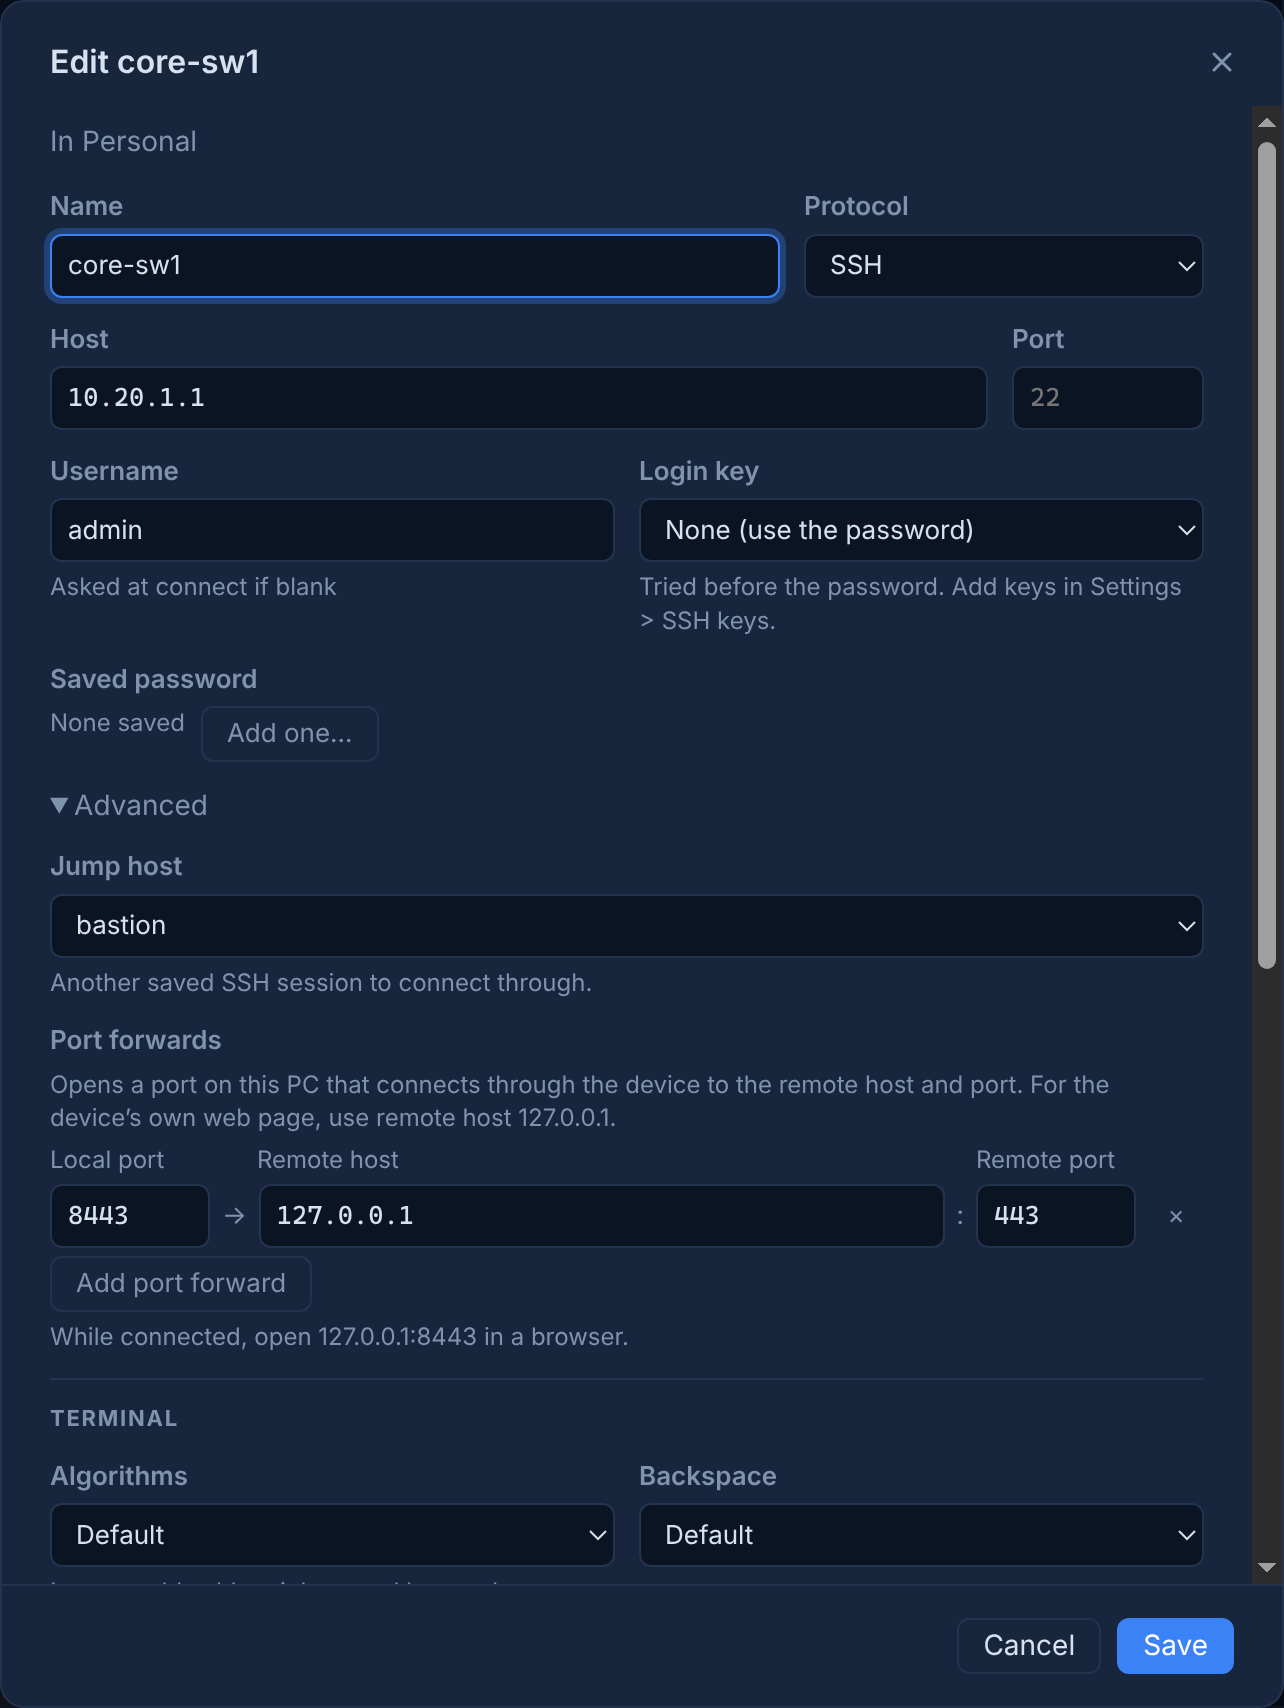 Edit core-sw1
In Personal
Name
Protocol
core-sw1
SSH
Host
Port
10.20.1.1
22
Username
Login key
admin
None (use the password)
Asked at connect if blank
Tried before the password. Add keys in Settings
> SSH keys.
Saved password
None saved
Add one...
Advanced
Jump host
bastion
Another saved SSH session to connect through.
Port forwards
Opens a port on this PC that connects through the device to the remote host and port. For the
device’s own web page, use remote host 127.0.0.1.
Local port
Remote host
Remote port
8443
→
127.0.0.1
:
443
×
Add port forward
While connected, open 127.0.0.1:8443 in a browser.
TERMINAL
Algorithms
Backspace
Default
Default
Cancel
Save